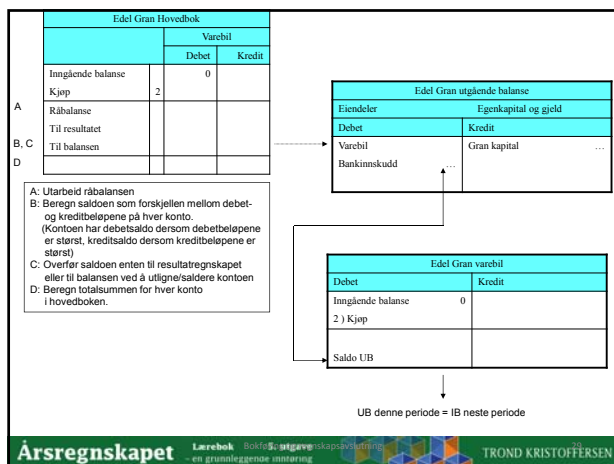 Edel Gran Hovedbok
Varebil
Debet Kredit
Inngående balanse 0
Kjøp 2
A Råbalanse
Til resultatet
B, C Til balansen
D
A: Utarbeid råbalansen
B: Beregn saldoen som forskjellen mellom debet-
og kreditbeløpene på hver konto.
(Kontoen har debetsaldo dersom debetbeløpene
er størst, kreditsaldo dersom kreditbeløpene er
størst)
C: Overfør saldoen enten til resultatregnskapet
eller til balansen ved å utligne/saldere kontoen
D: Beregn totalsummen for hver konto
i hovedboken.
Edel Gran utgående balanse
Eiendeler Egenkapital og gjeld
Debet Kredit
Varebil Gran kapital ...
Bankinnskudd ...
Edel Gran varebil
Debet Kredit
Inngående balanse 0
2 ) Kjøp
Saldo UB
UB denne periode = IB neste periode
Årsregnskapet Lærebok 5. utgave
- en grunnleggende innføring
TROND KRISTOFFERSEN
29